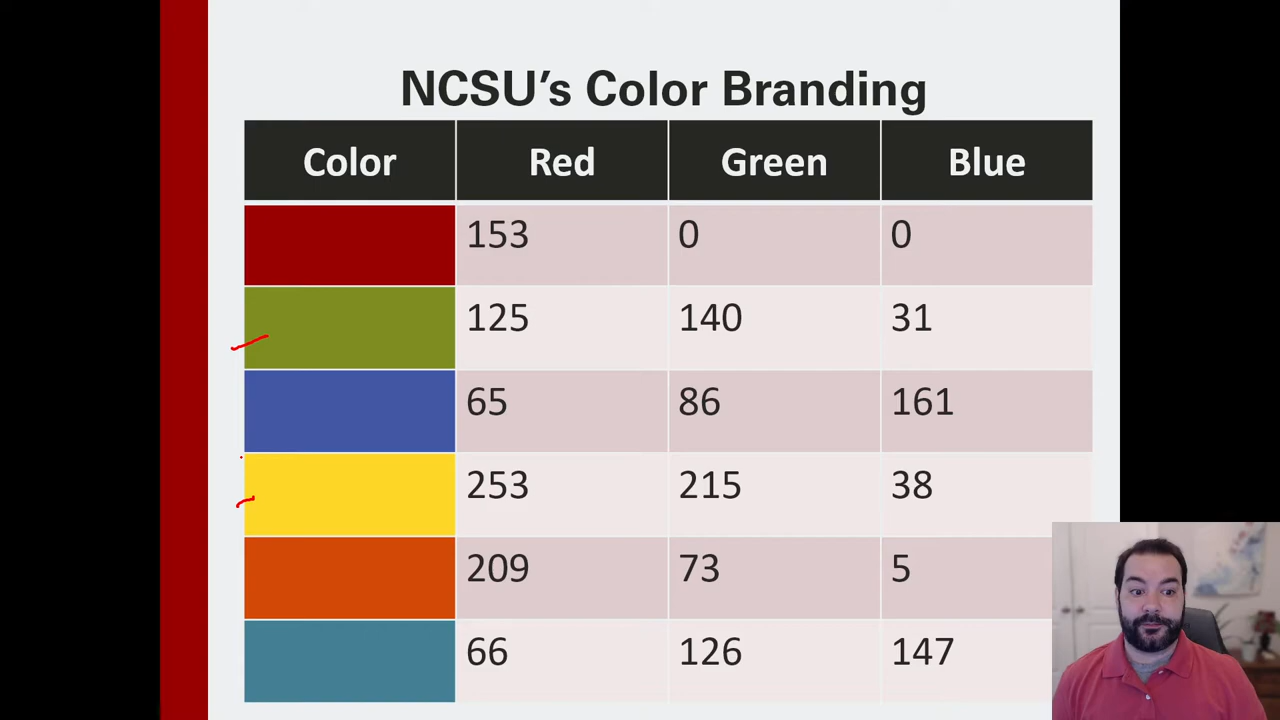 NCSU's Color Branding
Color Red Green Blue
153 0 0
125 140 31
65 86 161
253 215 38
209 73 5
66 126 147